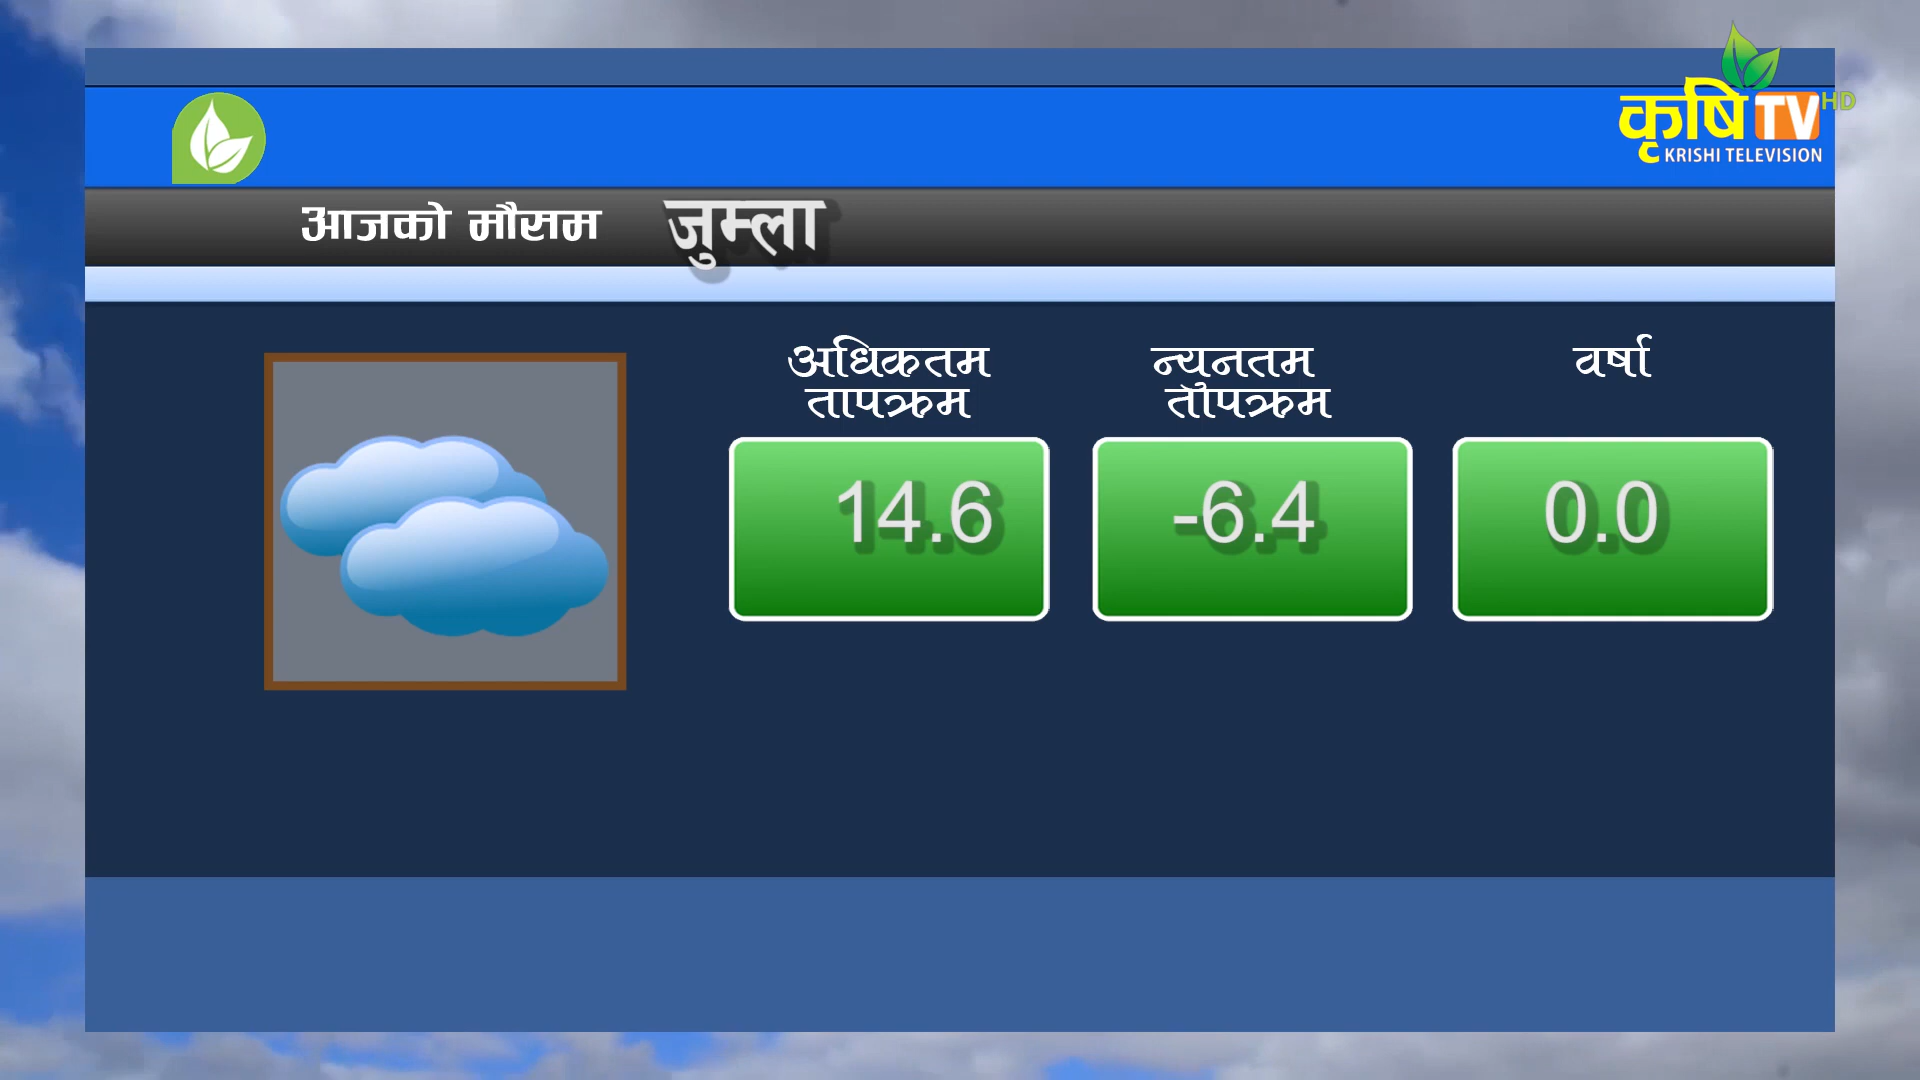 कृषि TV HD
KRISHI TELEVISION
आजको मौसम जुम्ला
अधिकतम
तापक्रम
न्यूनतम
तापक्रम
वर्षा
14.6
-6.4
0.0